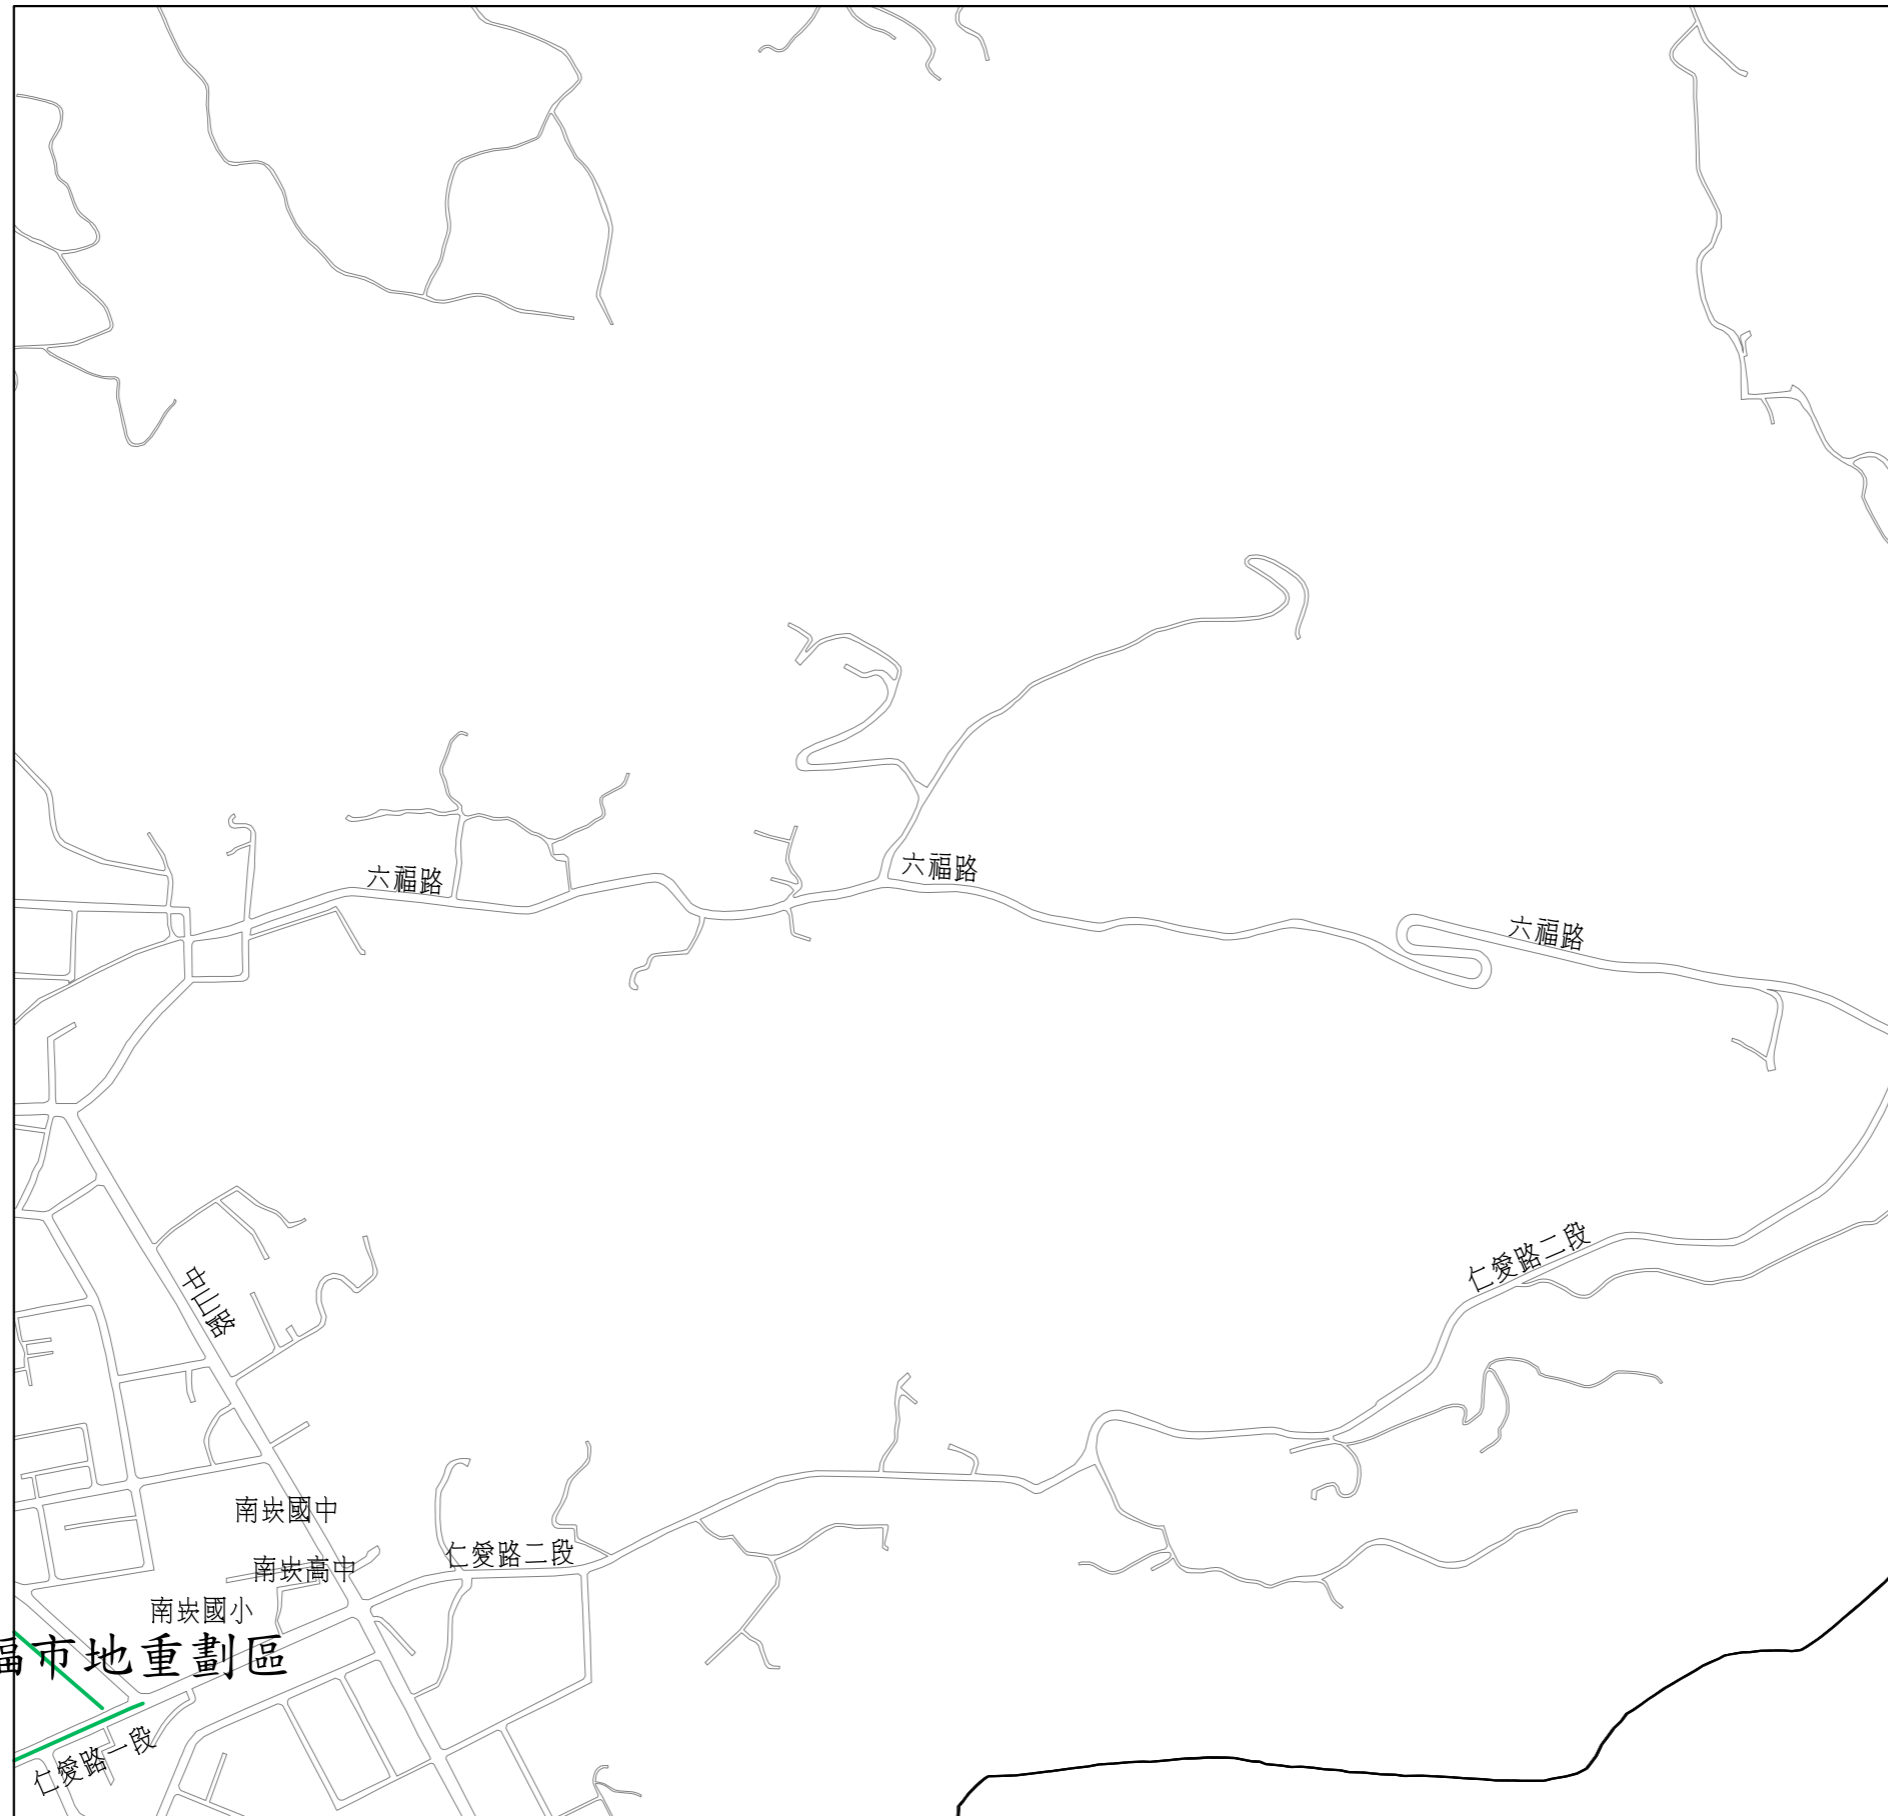 六福路
六福路
六福路
仁愛路二段
中山路
南崁國中
仁愛路二段
南崁高中
南崁國小
福市地重劃區
仁愛路一段